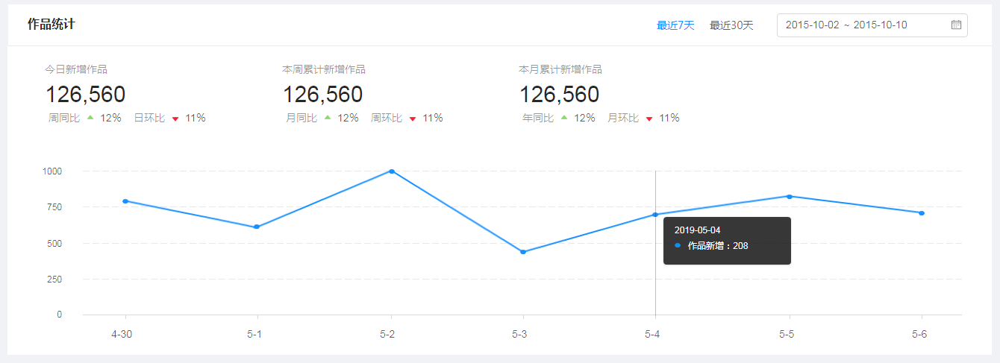 作品统计
最近7天 最近30天 2015-10-02 ~ 2015-10-10
今日新增作品 本周累计新增作品 本月累计新增作品
126,560 126,560 126,560
周同比 12% 日环比 11% 月同比 12% 周环比 11% 年同比 12% 月环比 11%
1000
750
500
250
0
2019-05-04
作品新增：208
4-30 5-1 5-2 5-3 5-4 5-5 5-6